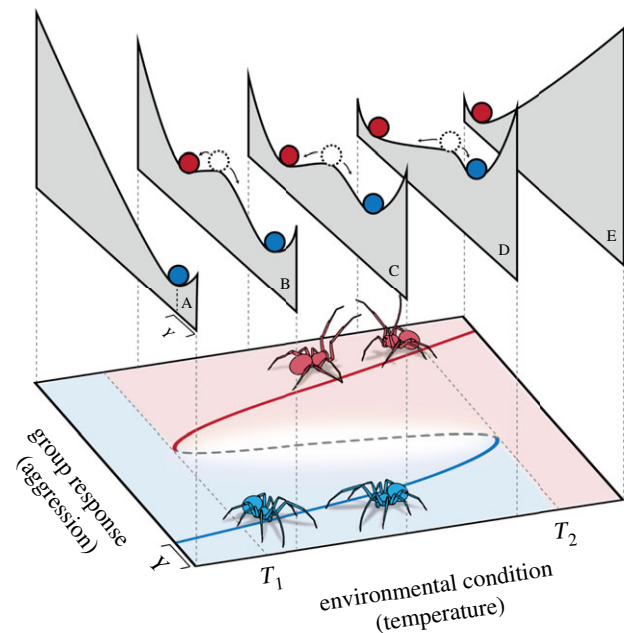 A
B
C
D
E
Y
group response
(aggression)
Y
T1
T2
environmental condition
(temperature)